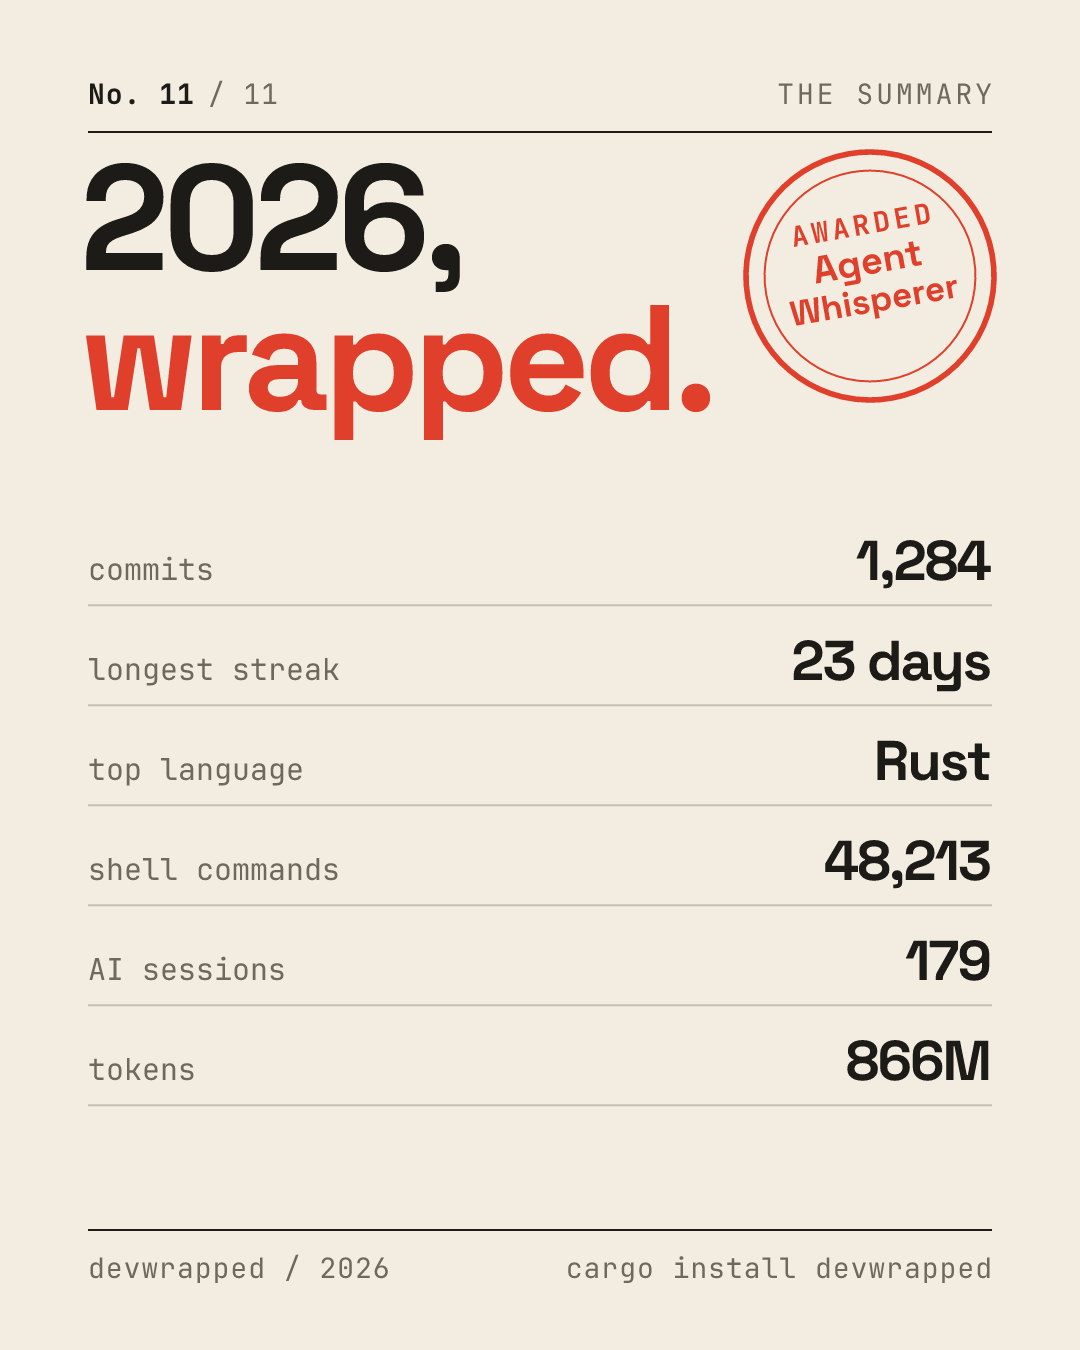 No. 11 / 11
THE SUMMARY
2026,
wrapped.
AWARDED
Agent
Whisperer
commits 1,284
longest streak 23 days
top language Rust
shell commands 48,213
AI sessions 179
tokens 866M
devwrapped / 2026
cargo install devwrapped